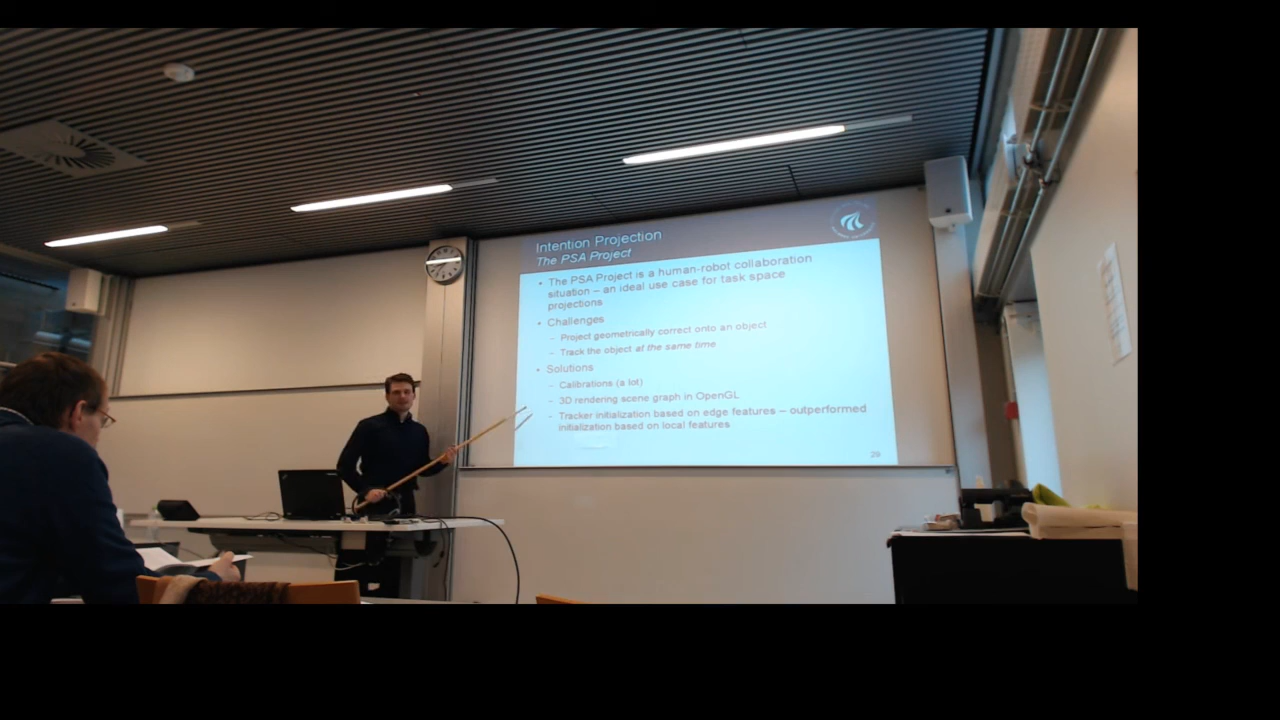 Intention Projection
The PSA Project
• The PSA Project is a human-robot collaboration
situation – an ideal use case for task space
projections
• Challenges
– Project geometrically correct onto an object
– Track the object at the same time
• Solutions
– Calibrations (a lot)
– 3D rendering scene graph in OpenGL
– Tracker initialization based on edge features – outperformed
initialization based on local features
29